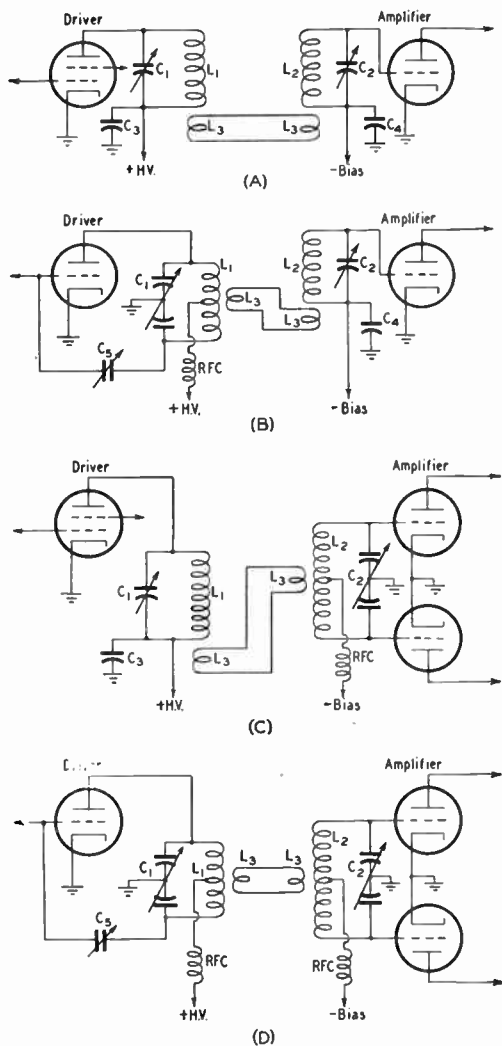 Driver
Amplifier
C1
L1
L2
C2
C3
L3
L3
C4
+H.V.
-Bias
(A)
Driver
Amplifier
C1
L1
L3
L2
C2
L3
C4
C5
RFC
+H.V.
-Bias
(B)
Driver
Amplifier
C1
L1
L3
L2
C2
C3
L3
RFC
+H.V.
-Bias
(C)
Amplifier
C1
L1
L3
L3
L2
C2
C5
RFC
RFC
+H.V.
-Bias
(D)